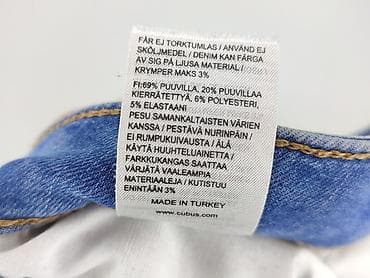 FÅR EJ TORKTUMLAS / ANVÄND EJ
SKÖLJMEDEL / DENIM KAN FÄRGA
AV SIG PÅ LJUSA MATERIAL /
KRYMPER MAKS 3%
FI:69% PUUVILLA, 20% PUUVILLAA
KIERRÄTETTYÄ, 6% POLYESTERI,
5% ELASTAANI
PESU SAMANKALTAISTEN VÄRIEN
KANSSA / PESTÄVÄ NURINPÄIN /
EI RUMPUKUIVAUSTA / ÄLÄ
KÄYTÄ HUUHTELUAINETTA /
FARKKUKANGAS SAATTAA
VÄRJÄTÄ VAALEAMPIA
MATERIAALEJA / KUTISTUU
ENINTÄÄN 3%
MADE IN TURKEY
www.cubus.com